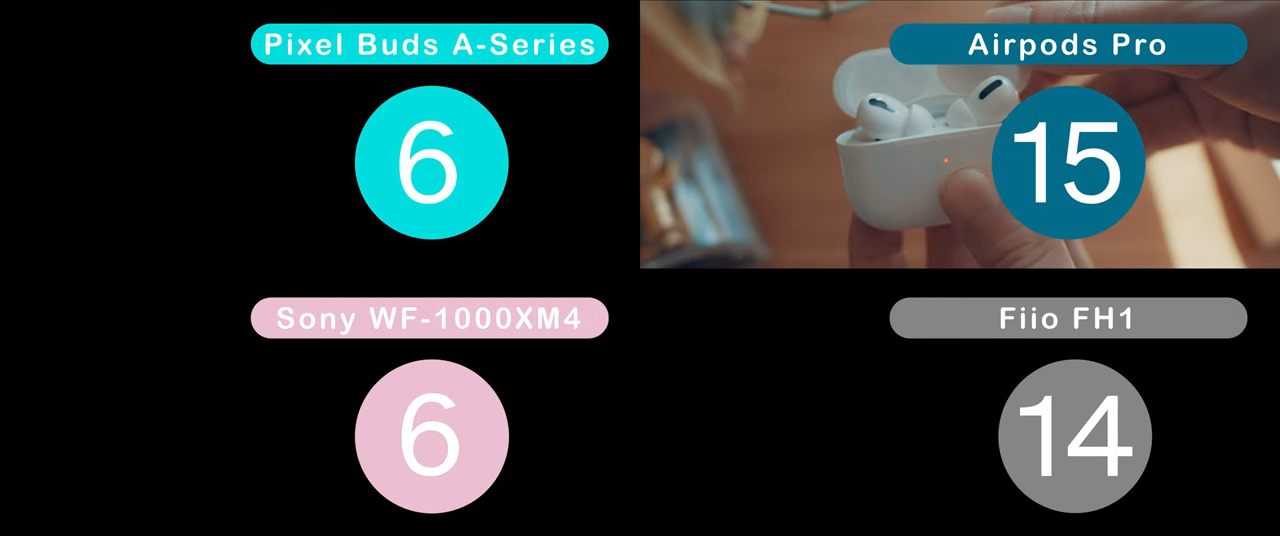 Pixel Buds A-Series
6
Airpods Pro
15
Sony WF-1000XM4
6
Fiio FH1
14